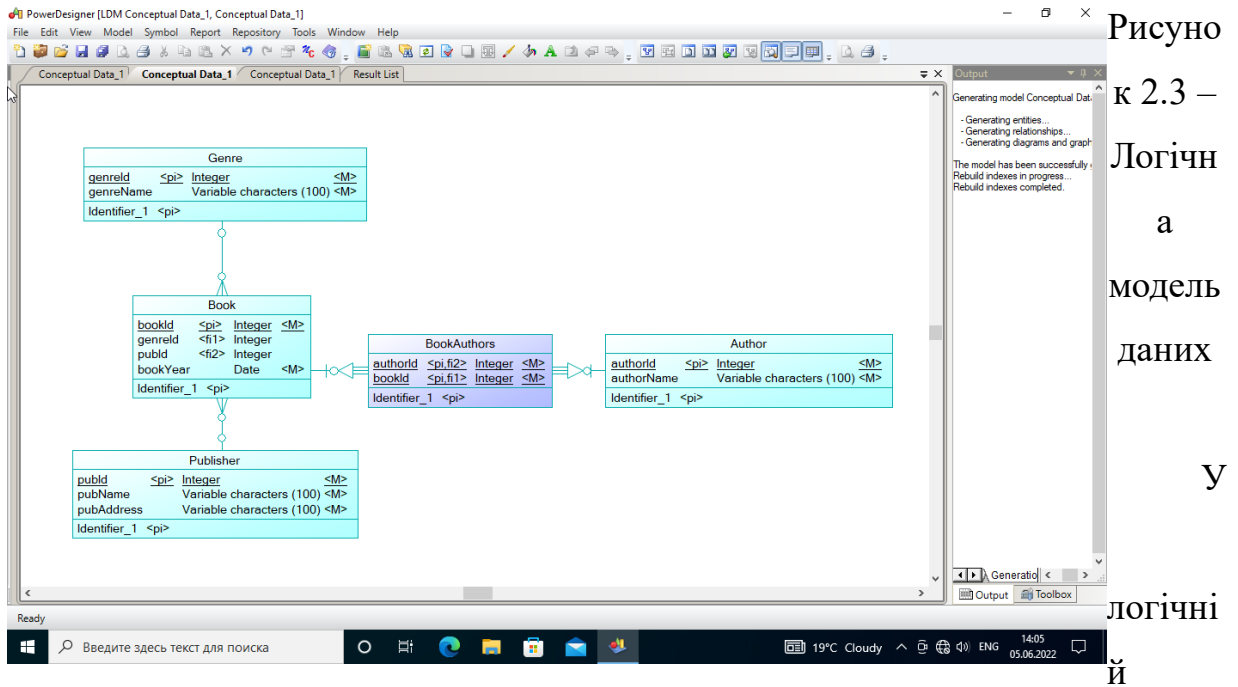 PowerDesigner [LDM Conceptual Data_1, Conceptual Data_1]
File Edit View Model Symbol Report Repository Tools Window Help
Conceptual Data_1 Conceptual Data_1 Conceptual Data_1 Result List
Output
Generating model Conceptual Dat
- Generating entities...
- Generating relationships...
- Generating diagrams and graph
The model has been successfully
Rebuild indexes in progress...
Rebuild indexes completed.
Genre
genreId <pi> Integer <M>
genreName Variable characters (100) <M>
Identifier_1 <pi>
Book
bookId <pi> Integer <M>
genreId <fi1> Integer
pubId <fi2> Integer
bookYear Date <M>
Identifier_1 <pi>
BookAuthors
authorId <pi,fi2> Integer <M>
bookId <pi,fi1> Integer <M>
Identifier_1 <pi>
Author
authorId <pi> Integer <M>
authorName Variable characters (100) <M>
Identifier_1 <pi>
Publisher
pubId <pi> Integer <M>
pubName Variable characters (100) <M>
pubAddress Variable characters (100) <M>
Identifier_1 <pi>
Generatio
Output Toolbox
Ready
Введите здесь текст для поиска
19°C Cloudy ENG 14:05
05.06.2022
Рисуно
к 2.3 –
Логічн
а
модель
даних
У
логічні
й